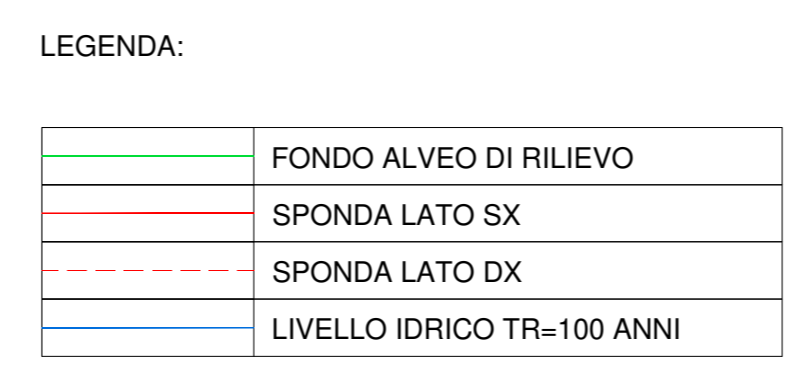 LEGENDA:
FONDO ALVEO DI RILIEVO
SPONDA LATO SX
SPONDA LATO DX
LIVELLO IDRICO TR=100 ANNI